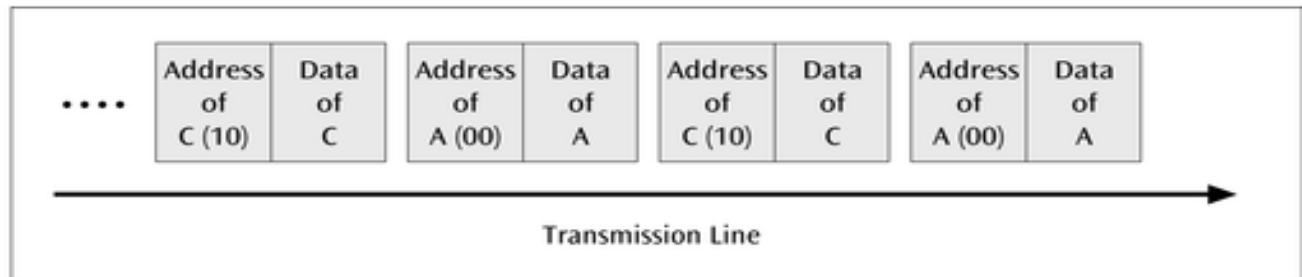 Address Data Address Data Address Data Address Data
of of of of of of of of
C (10) C A (00) A C (10) C A (00) A
Transmission Line